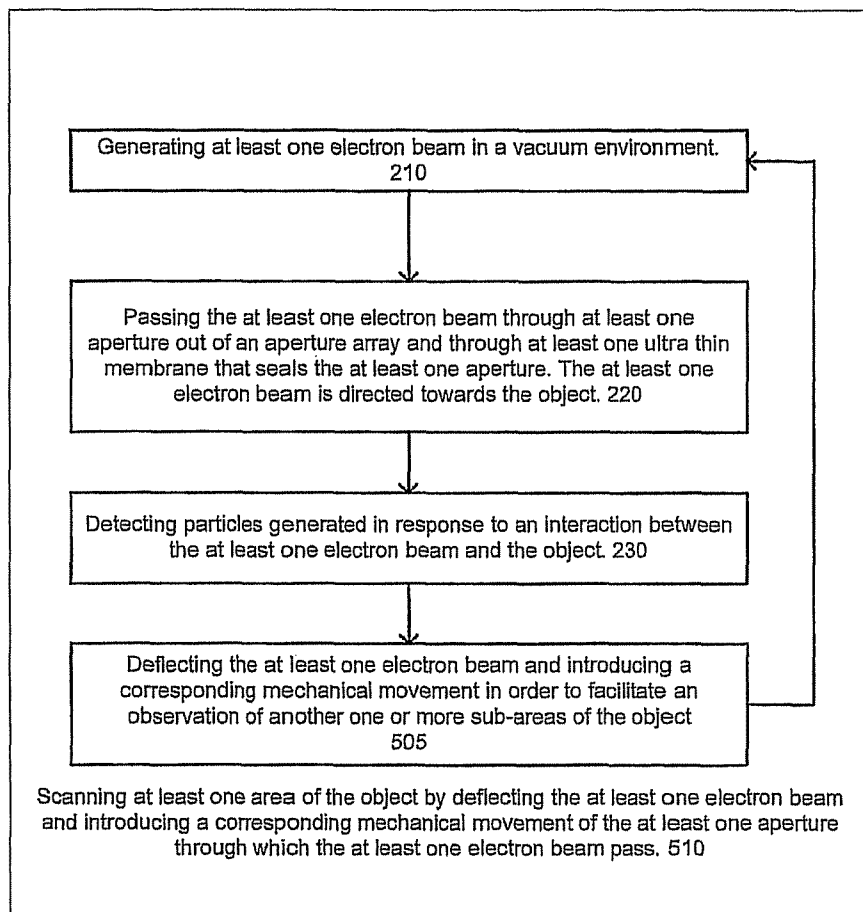 Generating at least one electron beam in a vacuum environment.
210
Passing the at least one electron beam through at least one
aperture out of an aperture array and through at least one ultra thin
membrane that seals the at least one aperture. The at least one
electron beam is directed towards the object. 220
Detecting particles generated in response to an interaction between
the at least one electron beam and the object. 230
Deflecting the at least one electron beam and introducing a
corresponding mechanical movement in order to facilitate an
observation of another one or more sub-areas of the object
505
Scanning at least one area of the object by deflecting the at least one electron beam
and introducing a corresponding mechanical movement of the at least one aperture
through which the at least one electron beam pass. 510